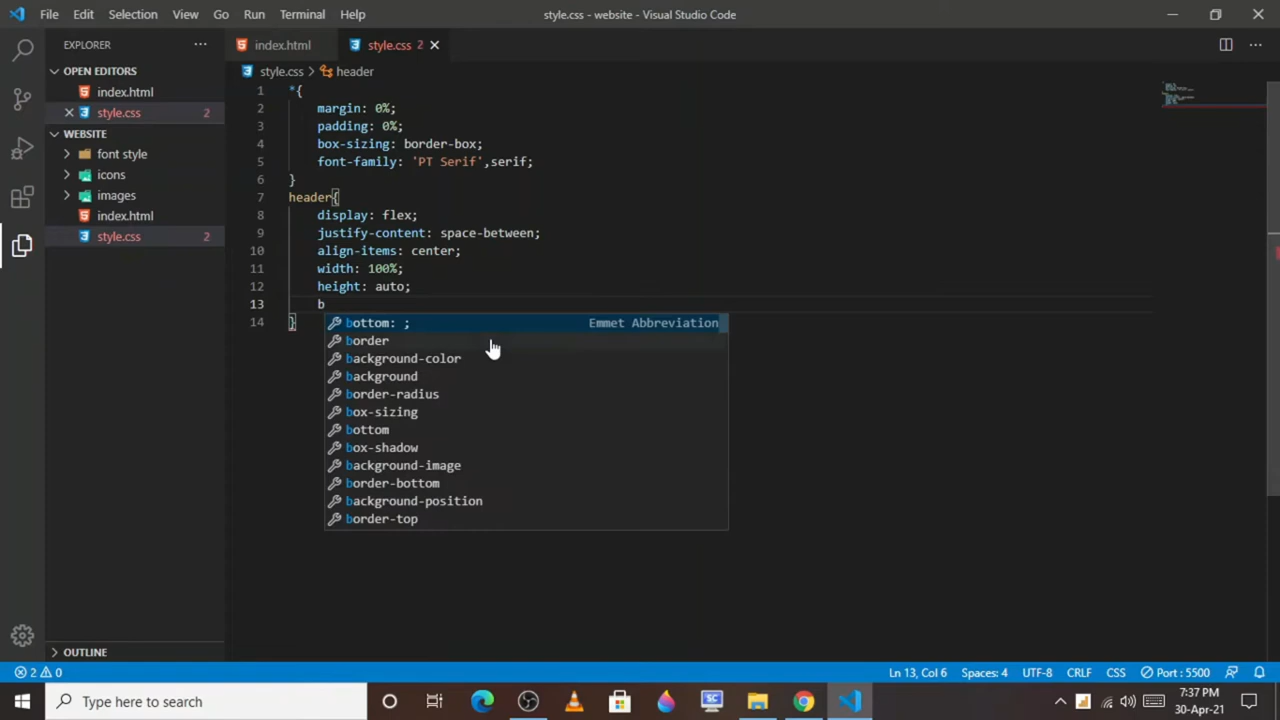 File Edit Selection View Go Run Terminal Help
style.css - website - Visual Studio Code
EXPLORER
index.html
style.css 2
OPEN EDITORS
style.css > header
index.html
style.css 2
WEBSITE
font style
icons
images
index.html
style.css 2
1 *{
2 margin: 0%;
3 padding: 0%;
4 box-sizing: border-box;
5 font-family: 'PT Serif',serif;
6 }
7 header{
8 display: flex;
9 justify-content: space-between;
10 align-items: center;
11 width: 100%;
12 height: auto;
13 b
14 }
bottom: ; Emmet Abbreviation
border
background-color
background
border-radius
box-sizing
bottom
box-shadow
background-image
border-bottom
background-position
border-top
OUTLINE
2 0
Ln 13, Col 6 Spaces: 4 UTF-8 CRLF CSS Port : 5500
Type here to search
SC
7:37 PM
30-Apr-21